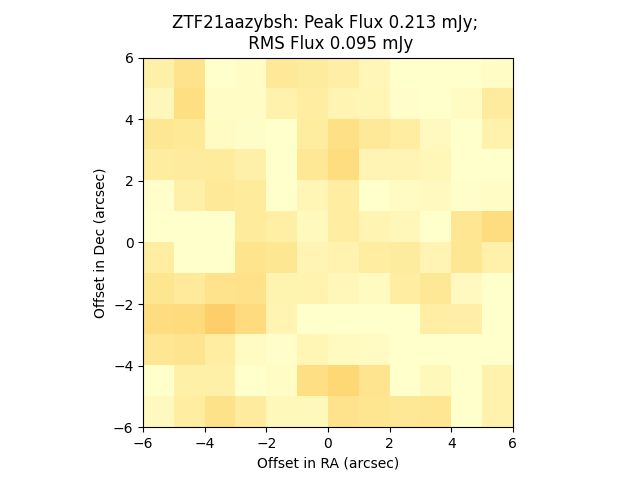 ZTF21aazybsh: Peak Flux 0.213 mJy;
RMS Flux 0.095 mJy
6
4
2
0
−2
−4
−6
Offset in Dec (arcsec)
−6 −4 −2 0 2 4 6
Offset in RA (arcsec)